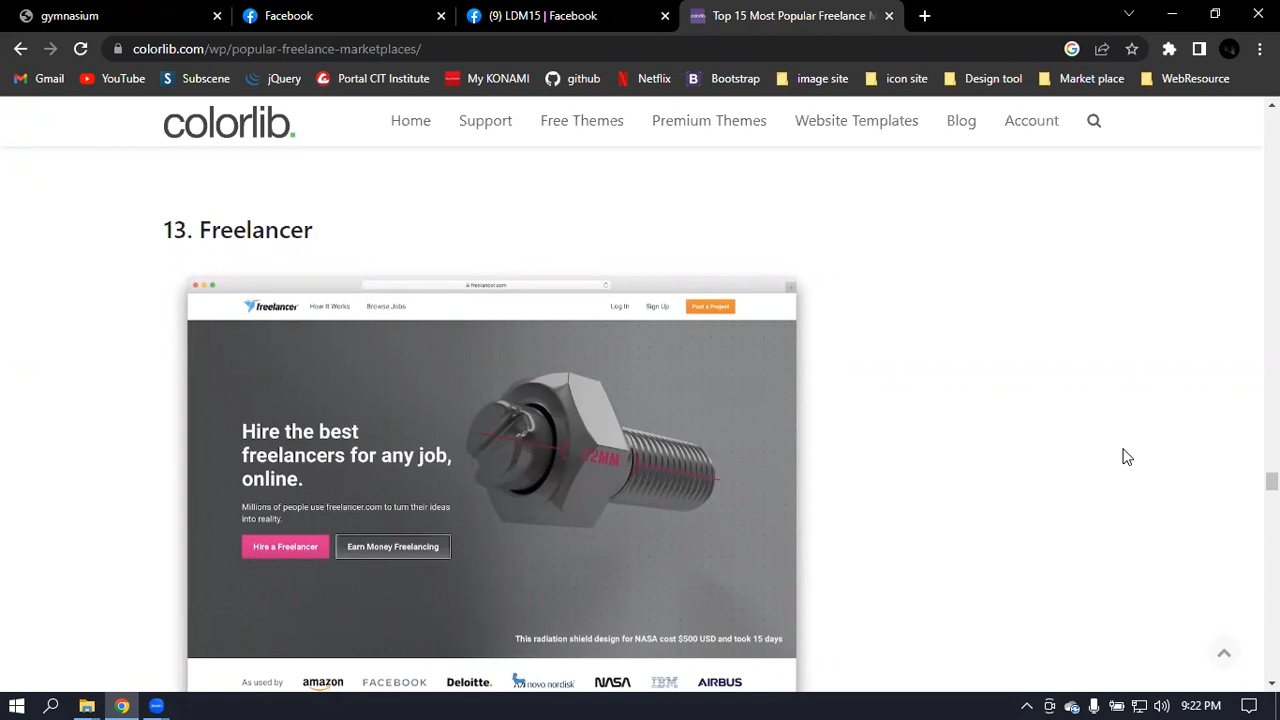 gymnasium
Facebook
(9) LDM15 | Facebook
Top 15 Most Popular Freelance M
colorlib.com/wp/popular-freelance-marketplaces/
Gmail
YouTube
Subscene
jQuery
Portal CIT Institute
My KONAMI
github
Netflix
Bootstrap
image site
icon site
Design tool
Market place
WebResource
colorlib.
Home
Support
Free Themes
Premium Themes
Website Templates
Blog
Account
13. Freelancer
freelancer.com
freelancer
How It Works
Browse Jobs
Log In
Sign Up
Post a Project
Hire the best
freelancers for any job,
online.
22MM
Millions of people use freelancer.com to turn their ideas
into reality.
Hire a Freelancer
Earn Money Freelancing
This radiation shield design for NASA cost $500 USD and took 15 days
As used by
amazon
FACEBOOK
Deloitte.
novo nordisk
NASA
IBM
AIRBUS
9:22 PM